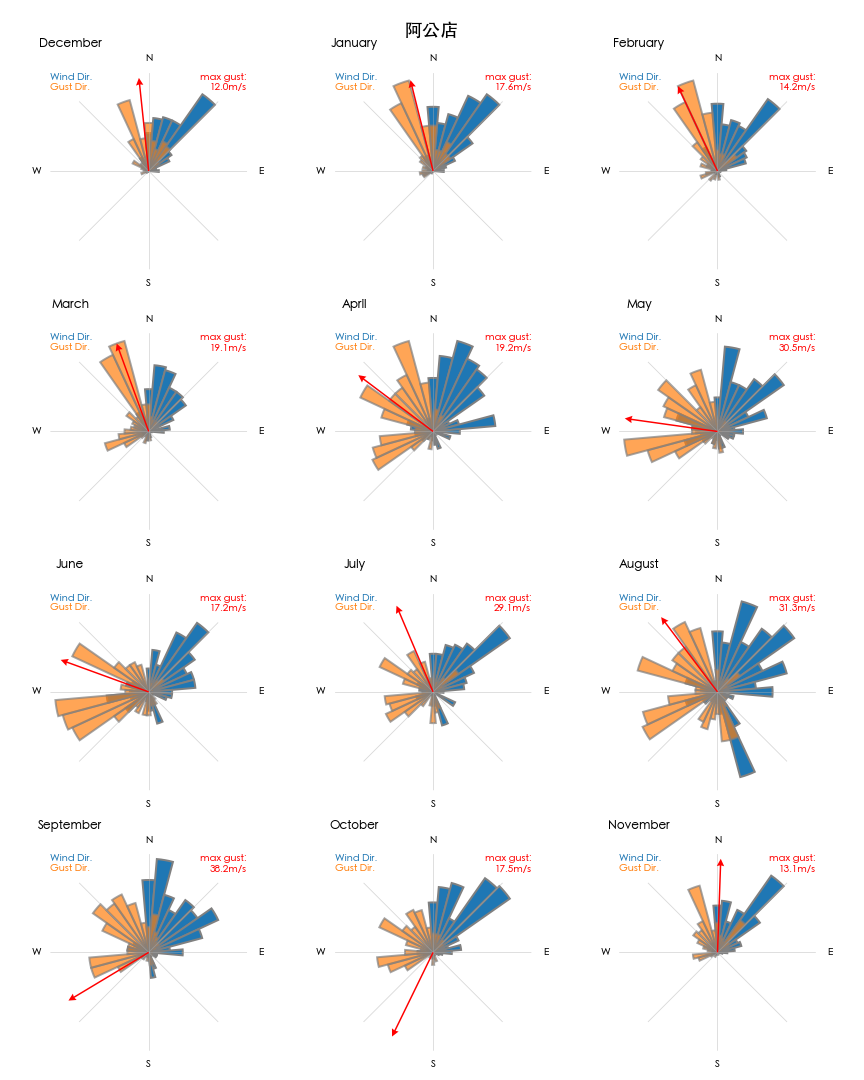 阿公店
December
N
Wind Dir.
Gust Dir.
max gust:
12.0m/s
W
E
S
January
N
Wind Dir.
Gust Dir.
max gust:
17.6m/s
W
E
S
February
N
Wind Dir.
Gust Dir.
max gust:
14.2m/s
W
E
S
March
N
Wind Dir.
Gust Dir.
max gust:
19.1m/s
W
E
S
April
N
Wind Dir.
Gust Dir.
max gust:
19.2m/s
W
E
S
May
N
Wind Dir.
Gust Dir.
max gust:
30.5m/s
W
E
S
June
N
Wind Dir.
Gust Dir.
max gust:
17.2m/s
W
E
S
July
N
Wind Dir.
Gust Dir.
max gust:
29.1m/s
W
E
S
August
N
Wind Dir.
Gust Dir.
max gust:
31.3m/s
W
E
S
September
N
Wind Dir.
Gust Dir.
max gust:
38.2m/s
W
E
S
October
N
Wind Dir.
Gust Dir.
max gust:
17.5m/s
W
E
S
November
N
Wind Dir.
Gust Dir.
max gust:
13.1m/s
W
E
S